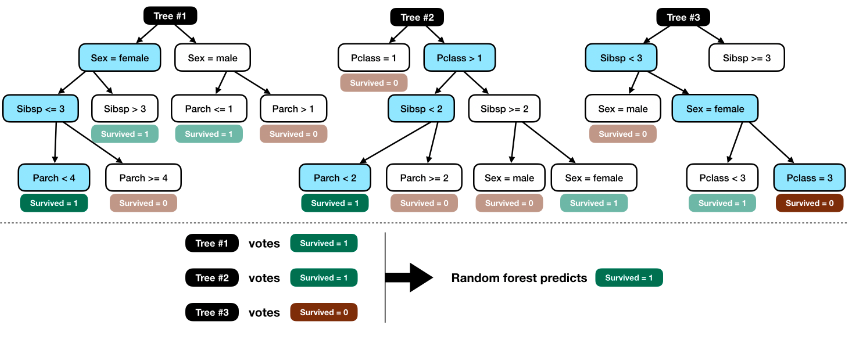 Tree #1
Tree #2
Tree #3
Sex = female
Sex = male
Pclass = 1
Pclass > 1
Sibsp < 3
Sibsp >= 3
Survived = 0
Sibsp <= 3
Sibsp > 3
Parch <= 1
Parch > 1
Sibsp < 2
Sibsp >= 2
Sex = male
Sex = female
Survived = 1
Survived = 1
Survived = 0
Survived = 0
Parch < 4
Parch >= 4
Parch < 2
Parch >= 2
Sex = male
Sex = female
Pclass < 3
Pclass = 3
Survived = 1
Survived = 0
Survived = 1
Survived = 0
Survived = 0
Survived = 1
Survived = 1
Survived = 0
Tree #1 votes Survived = 1
Tree #2 votes Survived = 1
Random forest predicts Survived = 1
Tree #3 votes Survived = 0